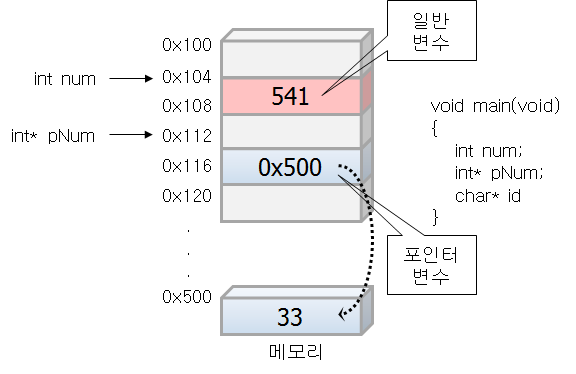 0x100
일반
변수
int num
0x104
541
0x108
int* pNum
0x112
0x116
0x500
0x120
void main(void)
{
int num;
int* pNum;
char* id
}
포인터
변수
.
.
.
0x500
33
메모리